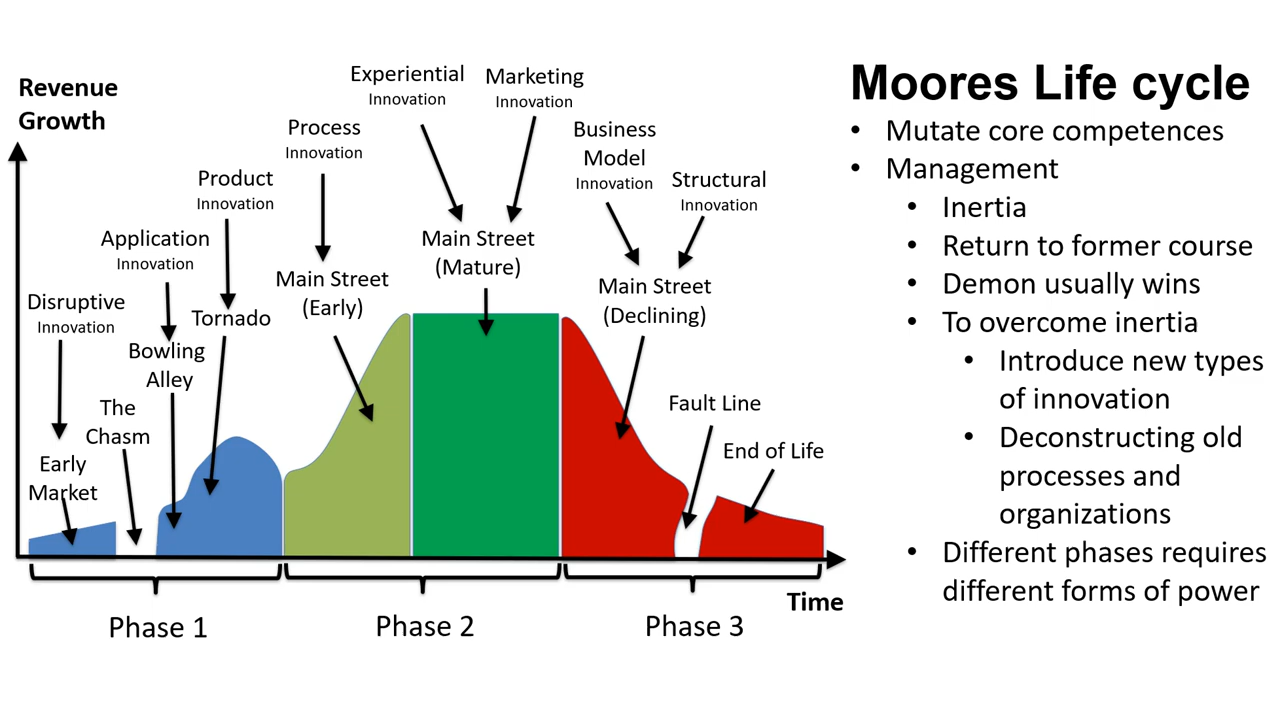 Revenue
Growth
Experiential
Innovation
Marketing
Innovation
Process
Innovation
Business
Model
Innovation
Structural
Innovation
Product
Innovation
Application
Innovation
Disruptive
Innovation
Main Street
(Mature)
Main Street
(Early)
Main Street
(Declining)
Tornado
Bowling
Alley
The
Chasm
Early
Market
Fault Line
End of Life
Time
Phase 1
Phase 2
Phase 3
Moores Life cycle
• Mutate core competences
• Management
• Inertia
• Return to former course
• Demon usually wins
• To overcome inertia
• Introduce new types
of innovation
• Deconstructing old
processes and
organizations
• Different phases requires
different forms of power